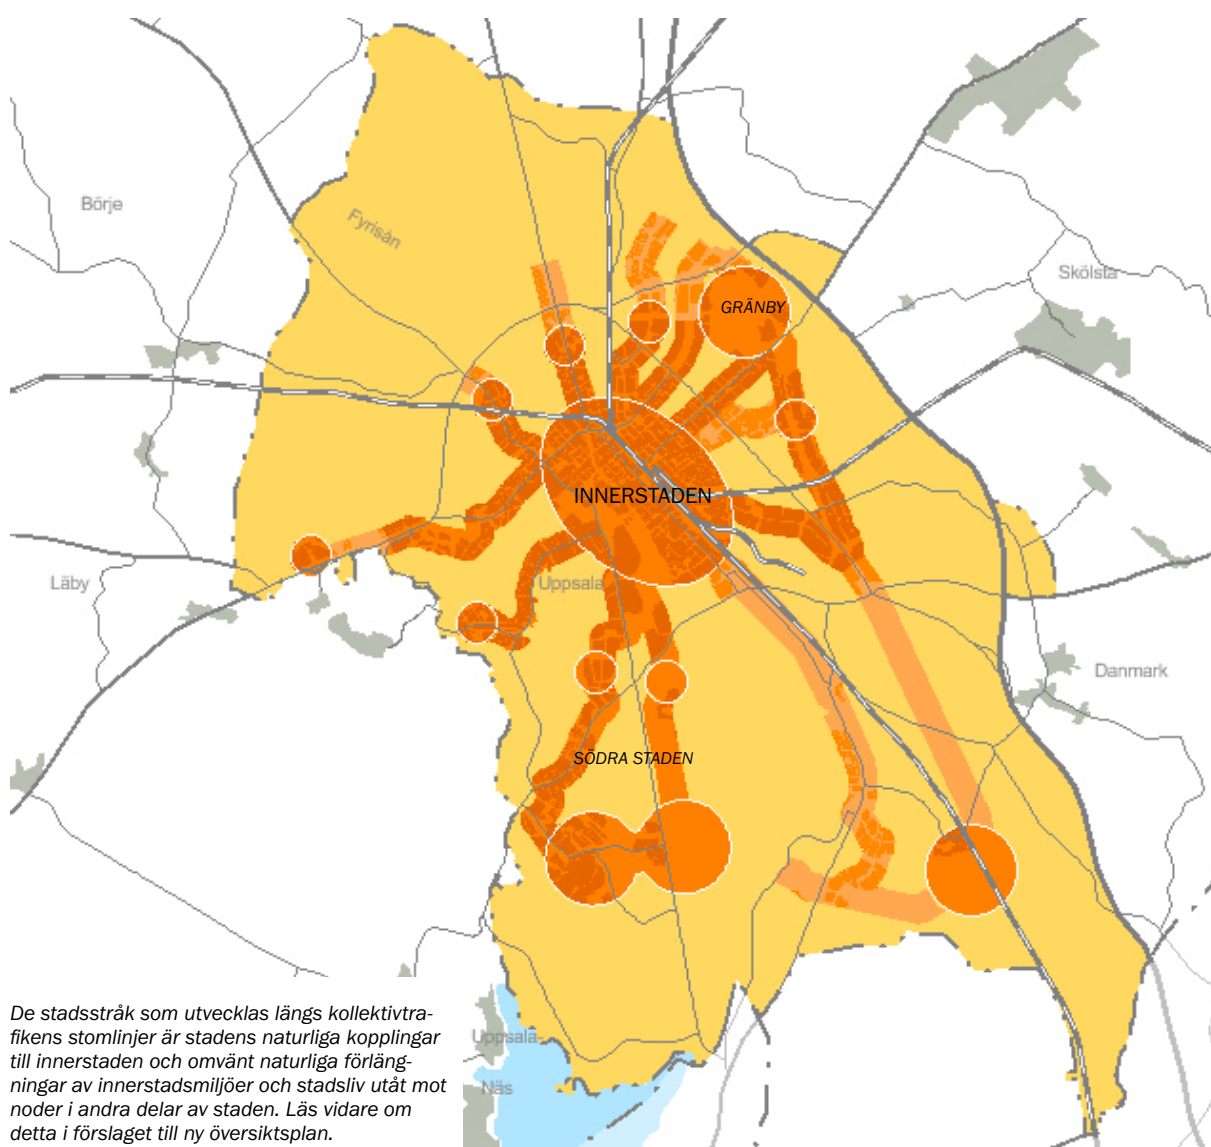 Börje
Fyrisån
Skölsta
GRÄNBY
INNERSTADEN
Läby
Uppsala
Danmark
SÖDRA STADEN
De stadsstråk som utvecklas längs kollektivtra-
fikens stomlinjer är stadens naturliga kopplingar
till innerstaden och omvänt naturliga förläng-
ningar av innerstadsmiljöer och stadsliv utåt mot
noder i andra delar av staden. Läs vidare om
detta i förslaget till ny översiktsplan.
Uppsala-
Näs